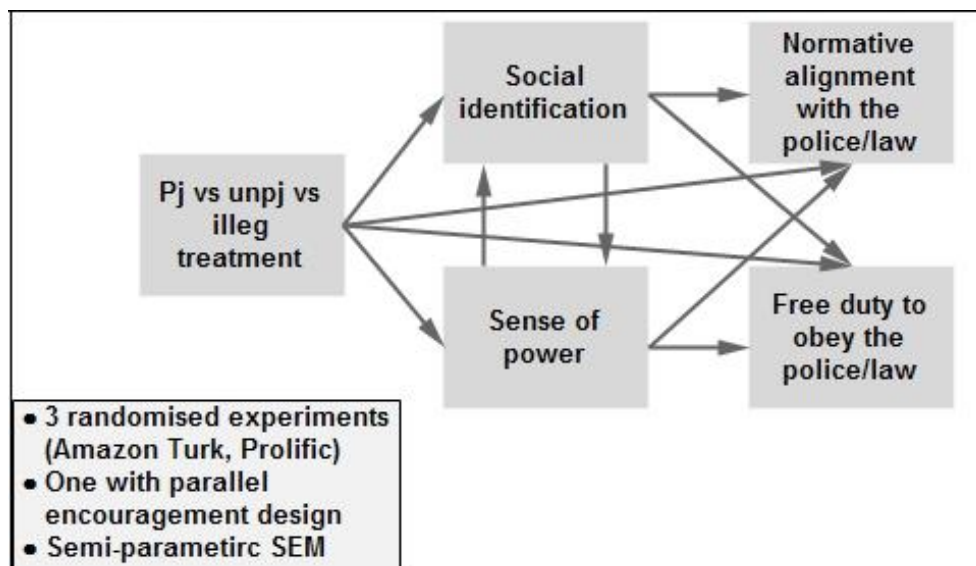 Social
identification
Normative
alignment
with the
police/law
Pj vs unpj vs
illeg
treatment
Sense of
power
Free duty to
obey the
police/law
● 3 randomised experiments
(Amazon Turk, Prolific)
● One with parallel
encouragement design
● Semi-parametirc SEM